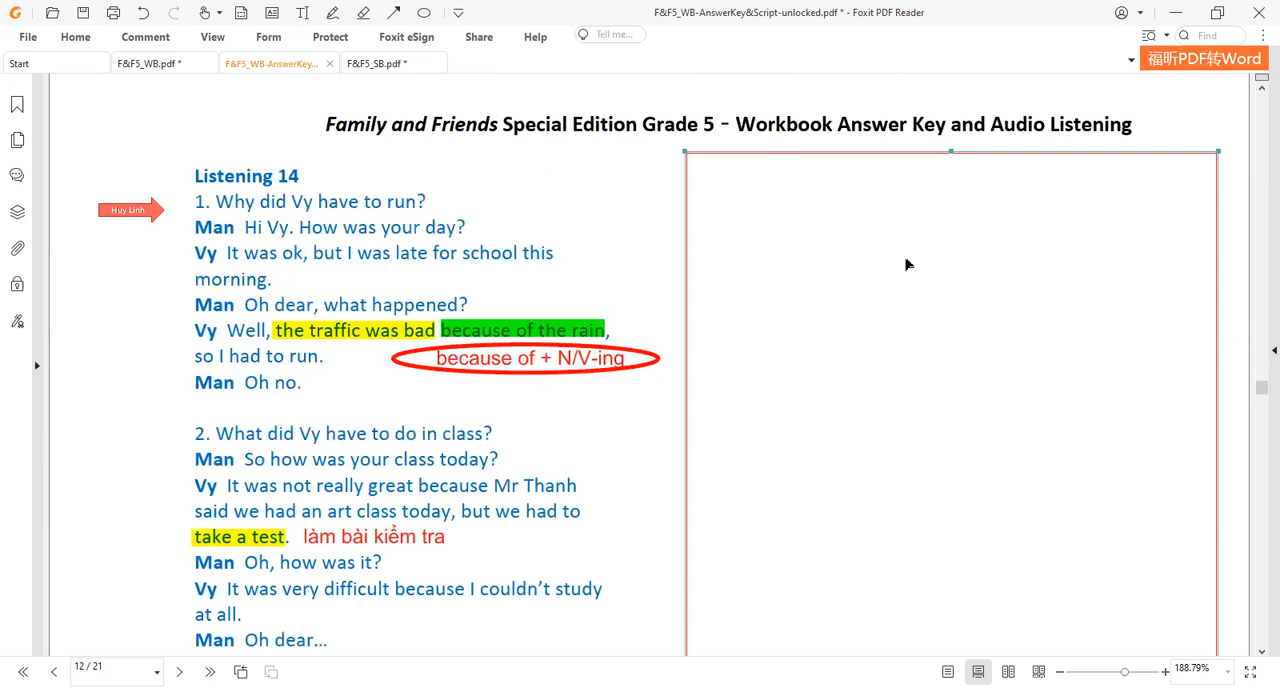 F&F5_WB-AnswerKey&Script-unlocked.pdf * - Foxit PDF Reader
File Home Comment View Form Protect Foxit eSign Share Help Tell me... Find
Start F&F5_WB.pdf * F&F5_WB-AnswerKey... F&F5_SB.pdf *
福昕PDF转Word
Family and Friends Special Edition Grade 5 - Workbook Answer Key and Audio Listening
Listening 14
1. Why did Vy have to run?
Huy Linh
Man Hi Vy. How was your day?
Vy It was ok, but I was late for school this
morning.
Man Oh dear, what happened?
Vy Well, the traffic was bad because of the rain,
so I had to run.
because of + N/V-ing
Man Oh no.
2. What did Vy have to do in class?
Man So how was your class today?
Vy It was not really great because Mr Thanh
said we had an art class today, but we had to
take a test. làm bài kiểm tra
Man Oh, how was it?
Vy It was very difficult because I couldn't study
at all.
Man Oh dear...
12 / 21
188.79%